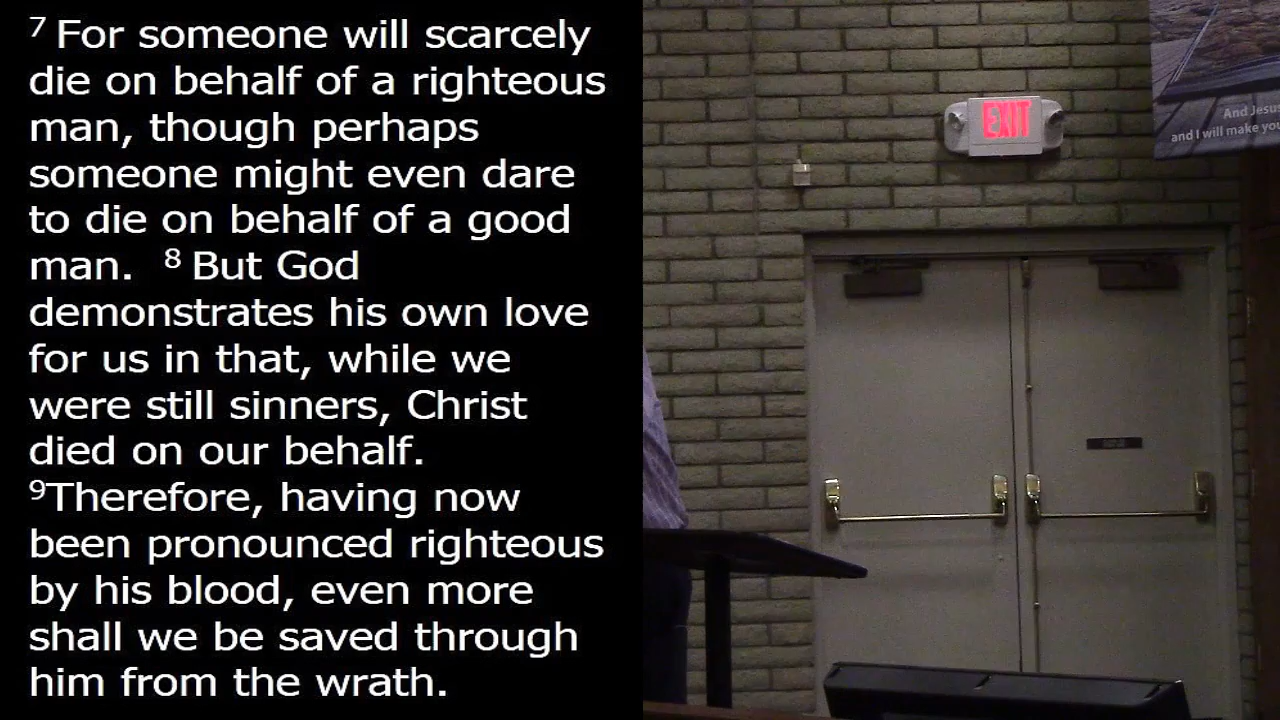 7 For someone will scarcely
die on behalf of a righteous
man, though perhaps
someone might even dare
to die on behalf of a good
man. 8 But God
demonstrates his own love
for us in that, while we
were still sinners, Christ
died on our behalf.
9Therefore, having now
been pronounced righteous
by his blood, even more
shall we be saved through
him from the wrath.
EXIT
And Jesus
and I will make you